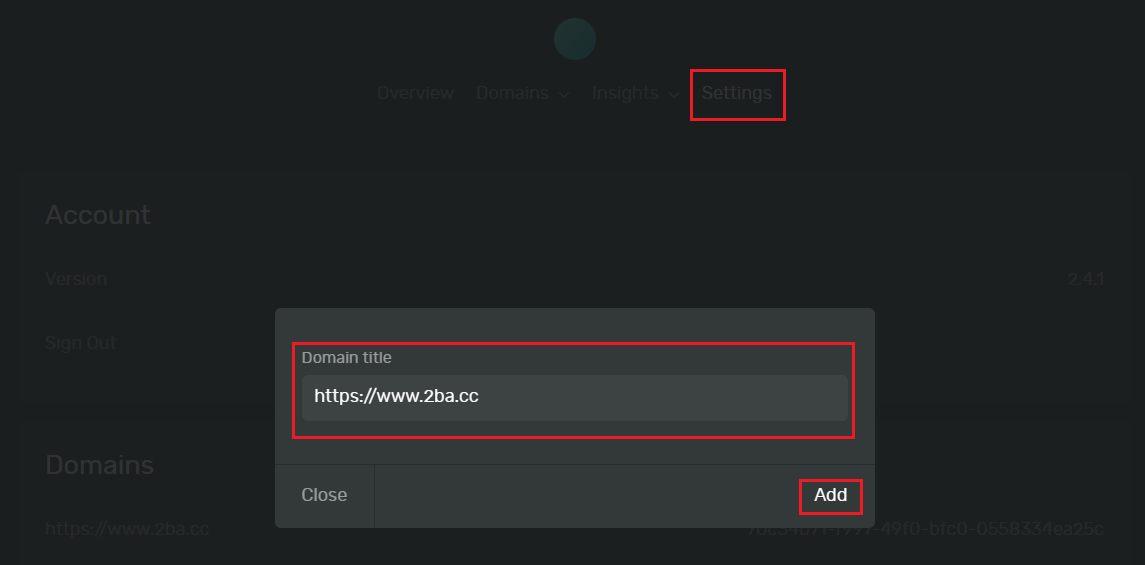 Overview Domains Insights Settings
Account
Version 2.4.1
Sign Out
Domain title
https://www.2ba.cc
Close Add
Domains
https://www.2ba.cc -49f0-bfc0-0558334ea25c